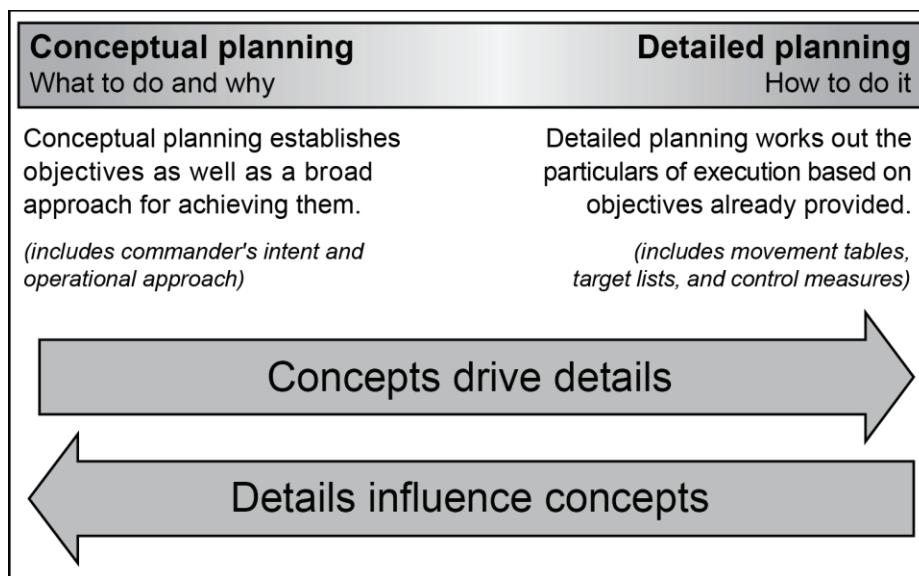 Conceptual planning
What to do and why
Detailed planning
How to do it
Conceptual planning establishes
objectives as well as a broad
approach for achieving them.
(includes commander's intent and
operational approach)
Detailed planning works out the
particulars of execution based on
objectives already provided.
(includes movement tables,
target lists, and control measures)
Concepts drive details
Details influence concepts